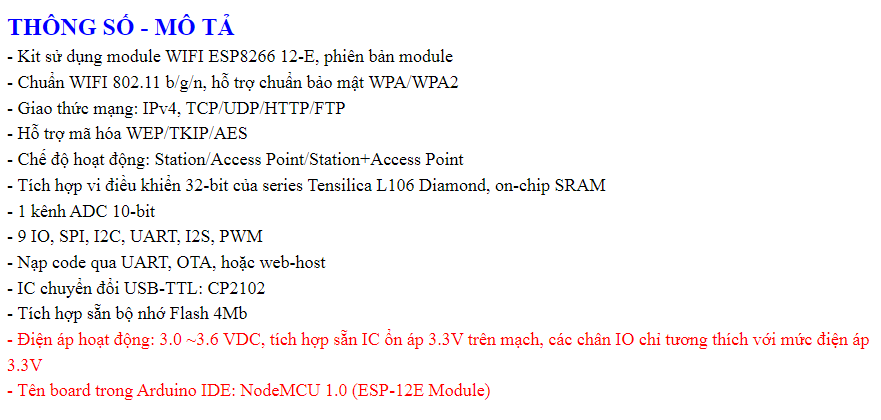 THÔNG SỐ - MÔ TẢ
- Kit sử dụng module WIFI ESP8266 12-E, phiên bản module
- Chuẩn WIFI 802.11 b/g/n, hỗ trợ chuẩn bảo mật WPA/WPA2
- Giao thức mạng: IPv4, TCP/UDP/HTTP/FTP
- Hỗ trợ mã hóa WEP/TKIP/AES
- Chế độ hoạt động: Station/Access Point/Station+Access Point
- Tích hợp vi điều khiển 32-bit của series Tensilica L106 Diamond, on-chip SRAM
- 1 kênh ADC 10-bit
- 9 IO, SPI, I2C, UART, I2S, PWM
- Nạp code qua UART, OTA, hoặc web-host
- IC chuyển đổi USB-TTL: CP2102
- Tích hợp sẵn bộ nhớ Flash 4Mb
- Điện áp hoạt động: 3.0 ~3.6 VDC, tích hợp sẵn IC ổn áp 3.3V trên mạch, các chân IO chỉ tương thích với mức điện áp
3.3V
- Tên board trong Arduino IDE: NodeMCU 1.0 (ESP-12E Module)